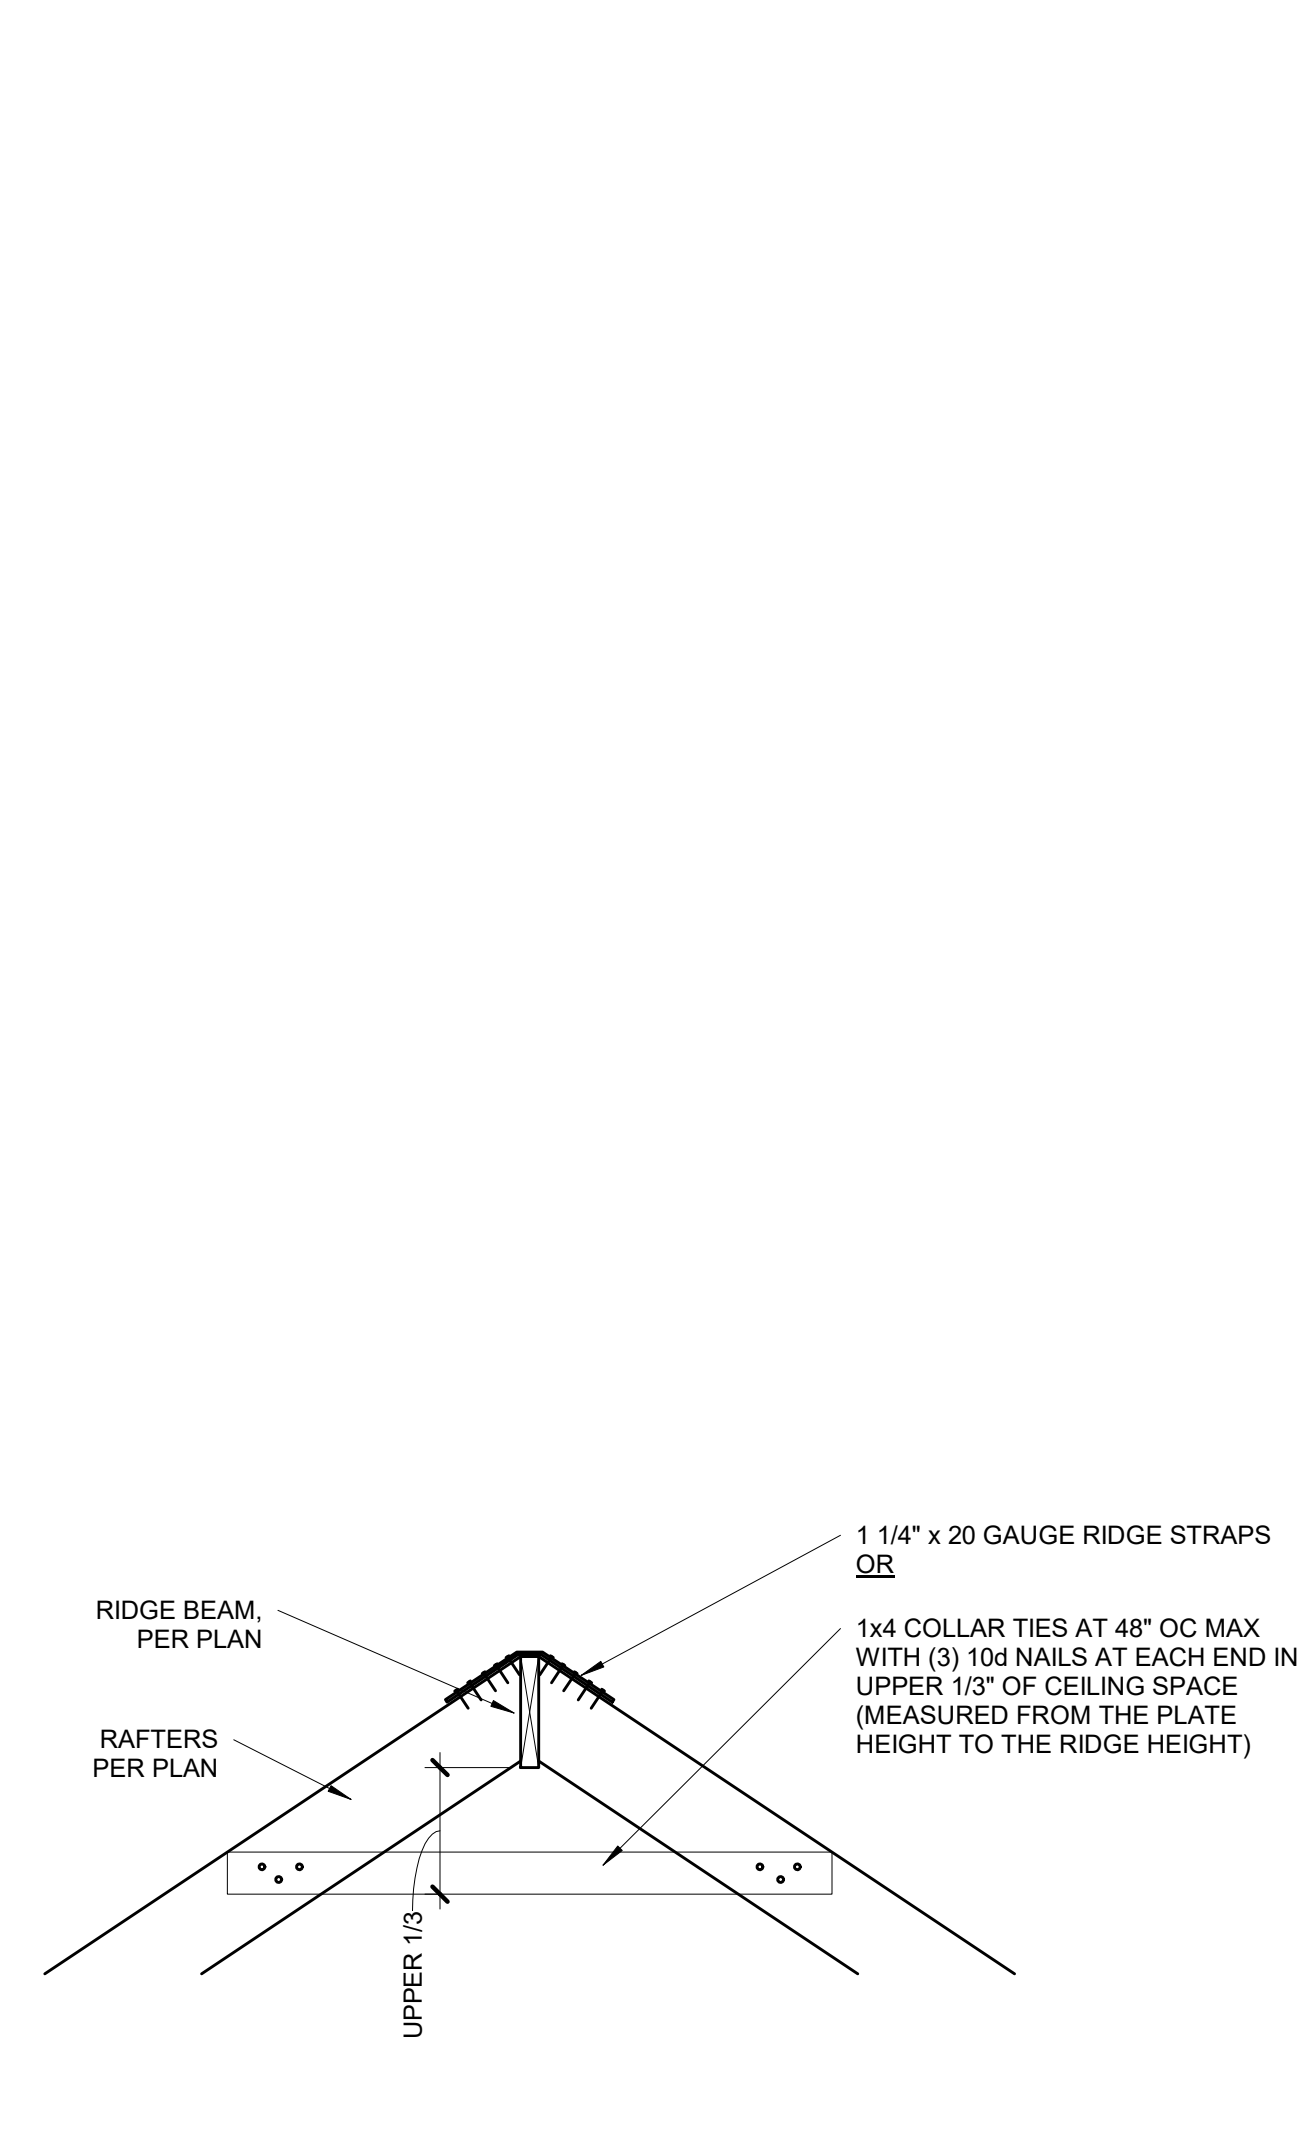 1 1/4" x 20 GAUGE RIDGE STRAPS
OR
1x4 COLLAR TIES AT 48" OC MAX
WITH (3) 10d NAILS AT EACH END IN
UPPER 1/3" OF CEILING SPACE
(MEASURED FROM THE PLATE
HEIGHT TO THE RIDGE HEIGHT)
RIDGE BEAM,
PER PLAN
RAFTERS
PER PLAN
UPPER 1/3